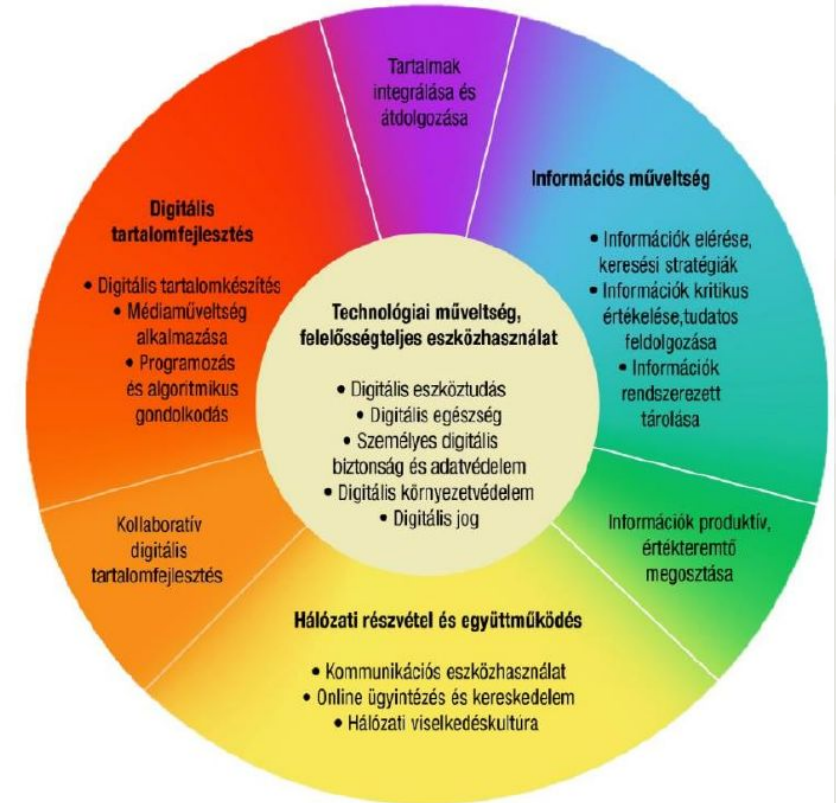 Tartalmak
integrálása és
átdolgozása
Információs műveltség
• Információk elérése,
keresési stratégiák
• Információk kritikus
értékelése,tudatos
feldolgozása
• Információk
rendszerezett
tárolása
Digitális
tartalomfejlesztés
• Digitális tartalomkészítés
• Médiaműveltség
alkalmazása
• Programozás
és algoritmikus
gondolkodás
Technológiai műveltség,
felelősségteljes eszközhasználat
• Digitális eszköztudás
• Digitális egészség
• Személyes digitális
biztonság és adatvédelem
• Digitális környezetvédelem
• Digitális jog
Kollaboratív
digitális
tartalomfejlesztés
Információk produktív,
értékteremtő
megosztása
Hálózati részvétel és együttműködés
• Kommunikációs eszközhasználat
• Online ügyintézés és kereskedelem
• Hálózati viselkedéskultúra